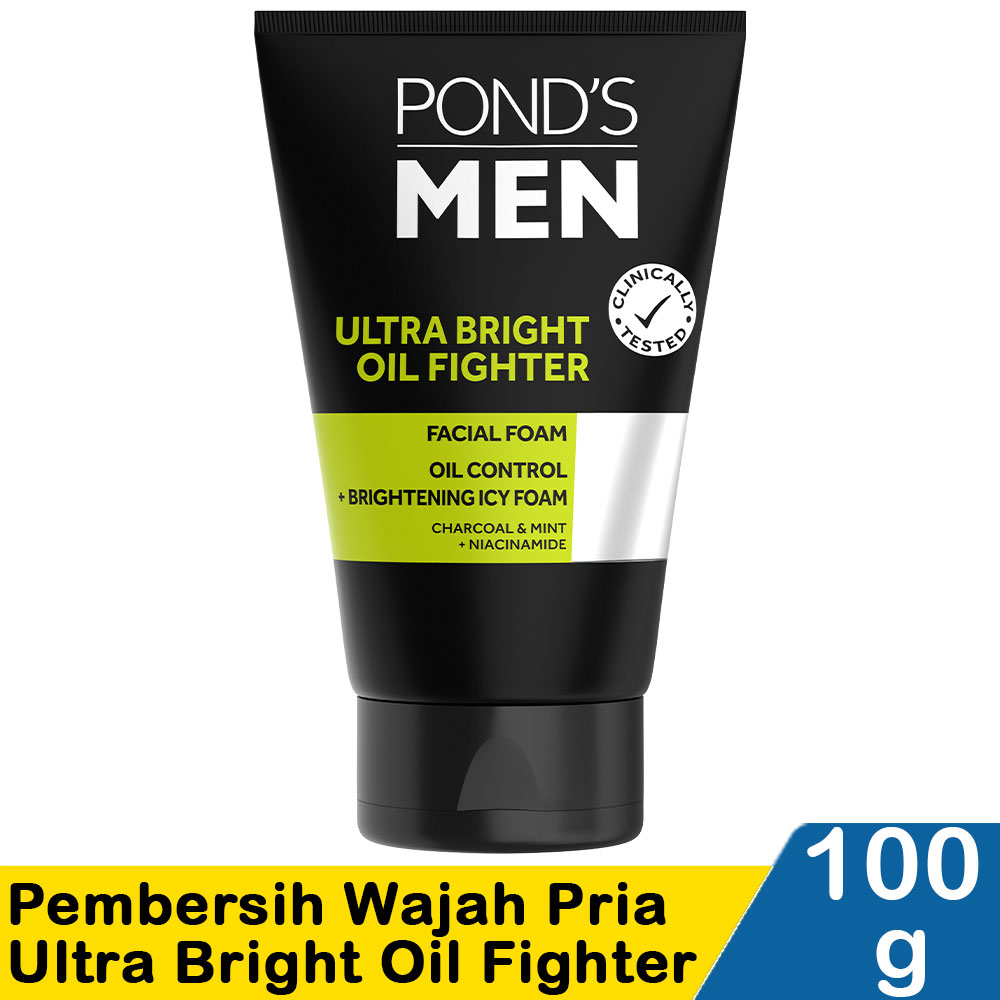 POND'S
MEN
CLINICALLY
TESTED
ULTRA BRIGHT
OIL FIGHTER
FACIAL FOAM
OIL CONTROL
+ BRIGHTENING ICY FOAM
CHARCOAL & MINT
+ NIACINAMIDE
Pembersih Wajah Pria
Ultra Bright Oil Fighter
100
g